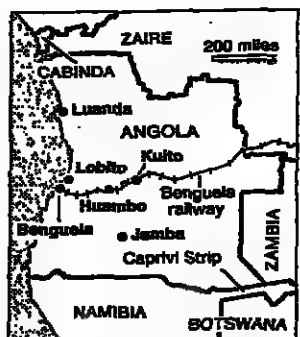 ZAIRE
200 miles
CABINDA
Luanda
ANGOLA
Kuito
Lobito
Huambo
Benguela railway
Benguela
Jamba
ZAMBIA
Caprivi Strip
NAMIBIA
BOTSWANA